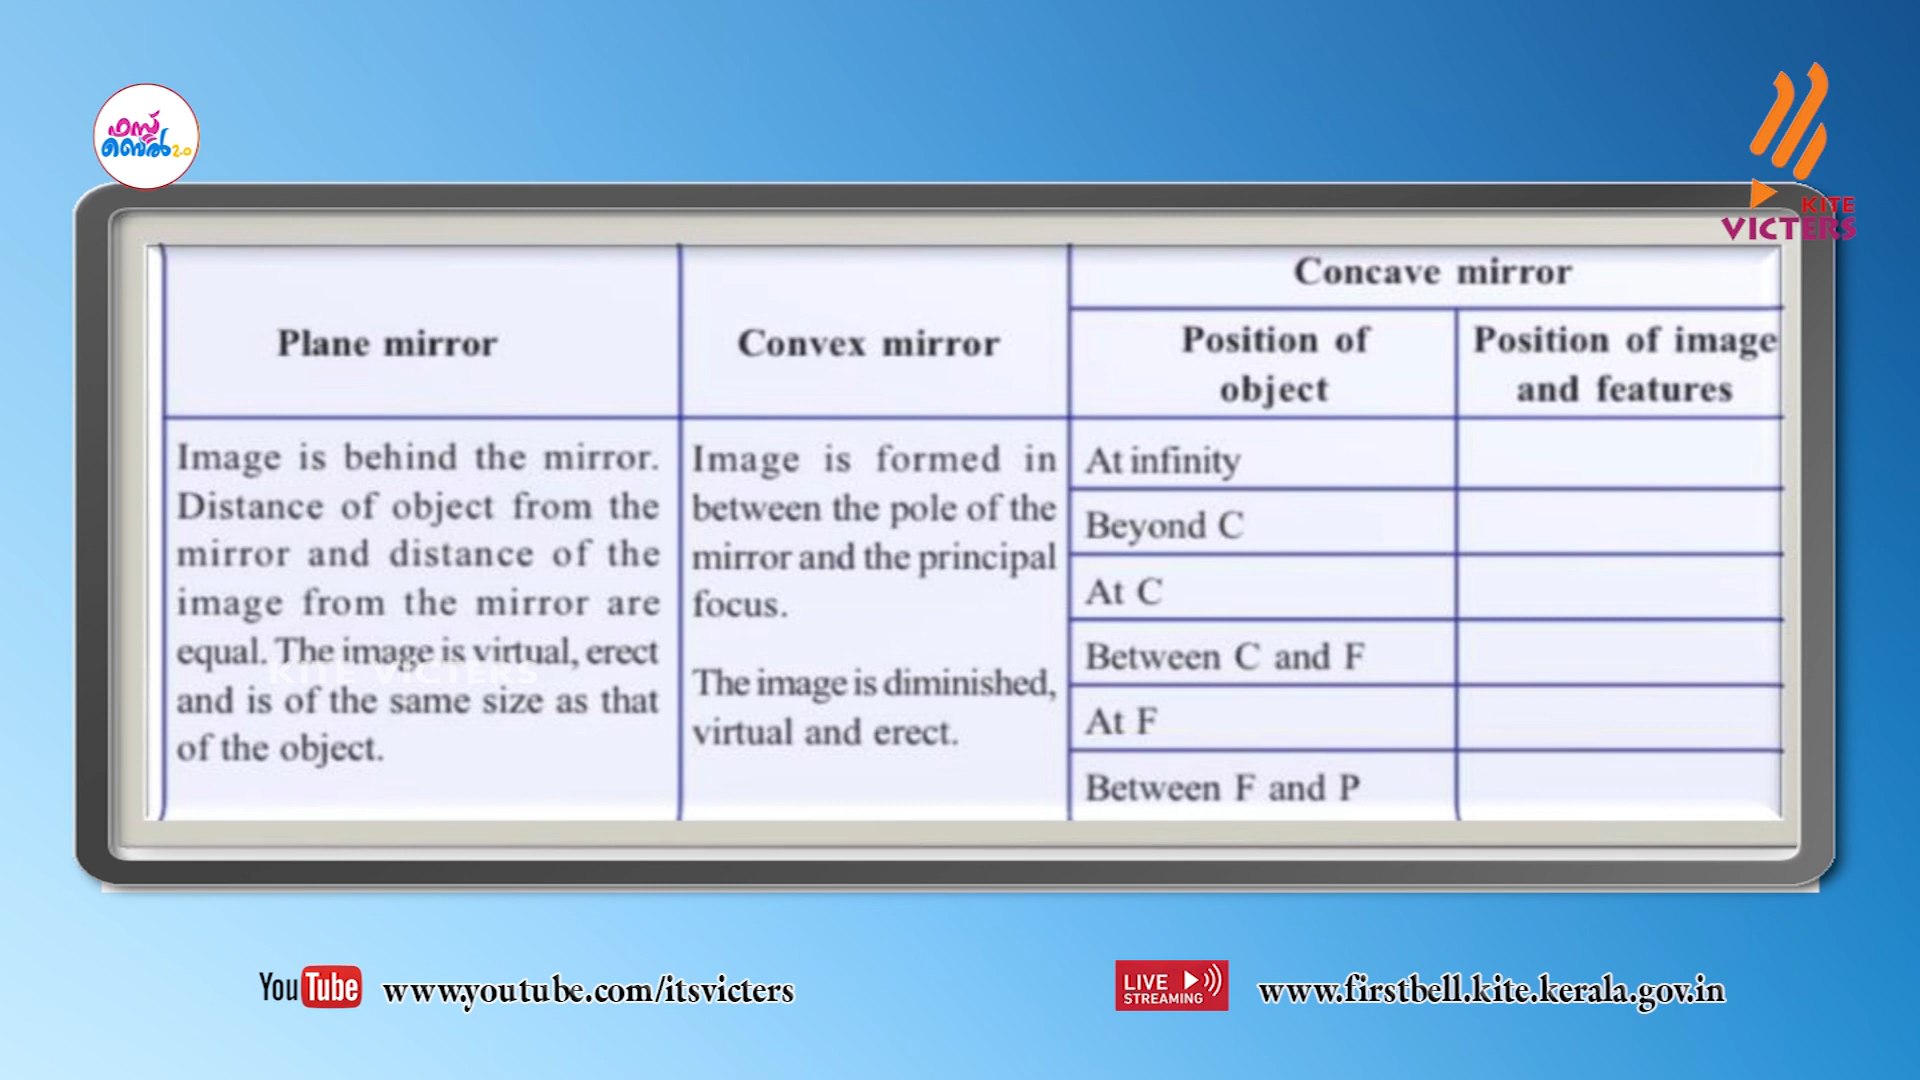 ഫസ്റ്റ്
ബെൽ 2.0
KITE
VICTERS
Concave mirror
Plane mirror
Convex mirror
Position of
object
Position of image
and features
Image is behind the mirror.
Distance of object from the
mirror and distance of the
image from the mirror are
equal. The image is virtual, erect
and is of the same size as that
of the object.
KITE VICTERS
Image is formed in
between the pole of the
mirror and the principal
focus.
The image is diminished,
virtual and erect.
At infinity
Beyond C
At C
Between C and F
At F
Between F and P
YouTube www.youtube.com/itsvicters
LIVE
STREAMING
www.firstbell.kite.kerala.gov.in